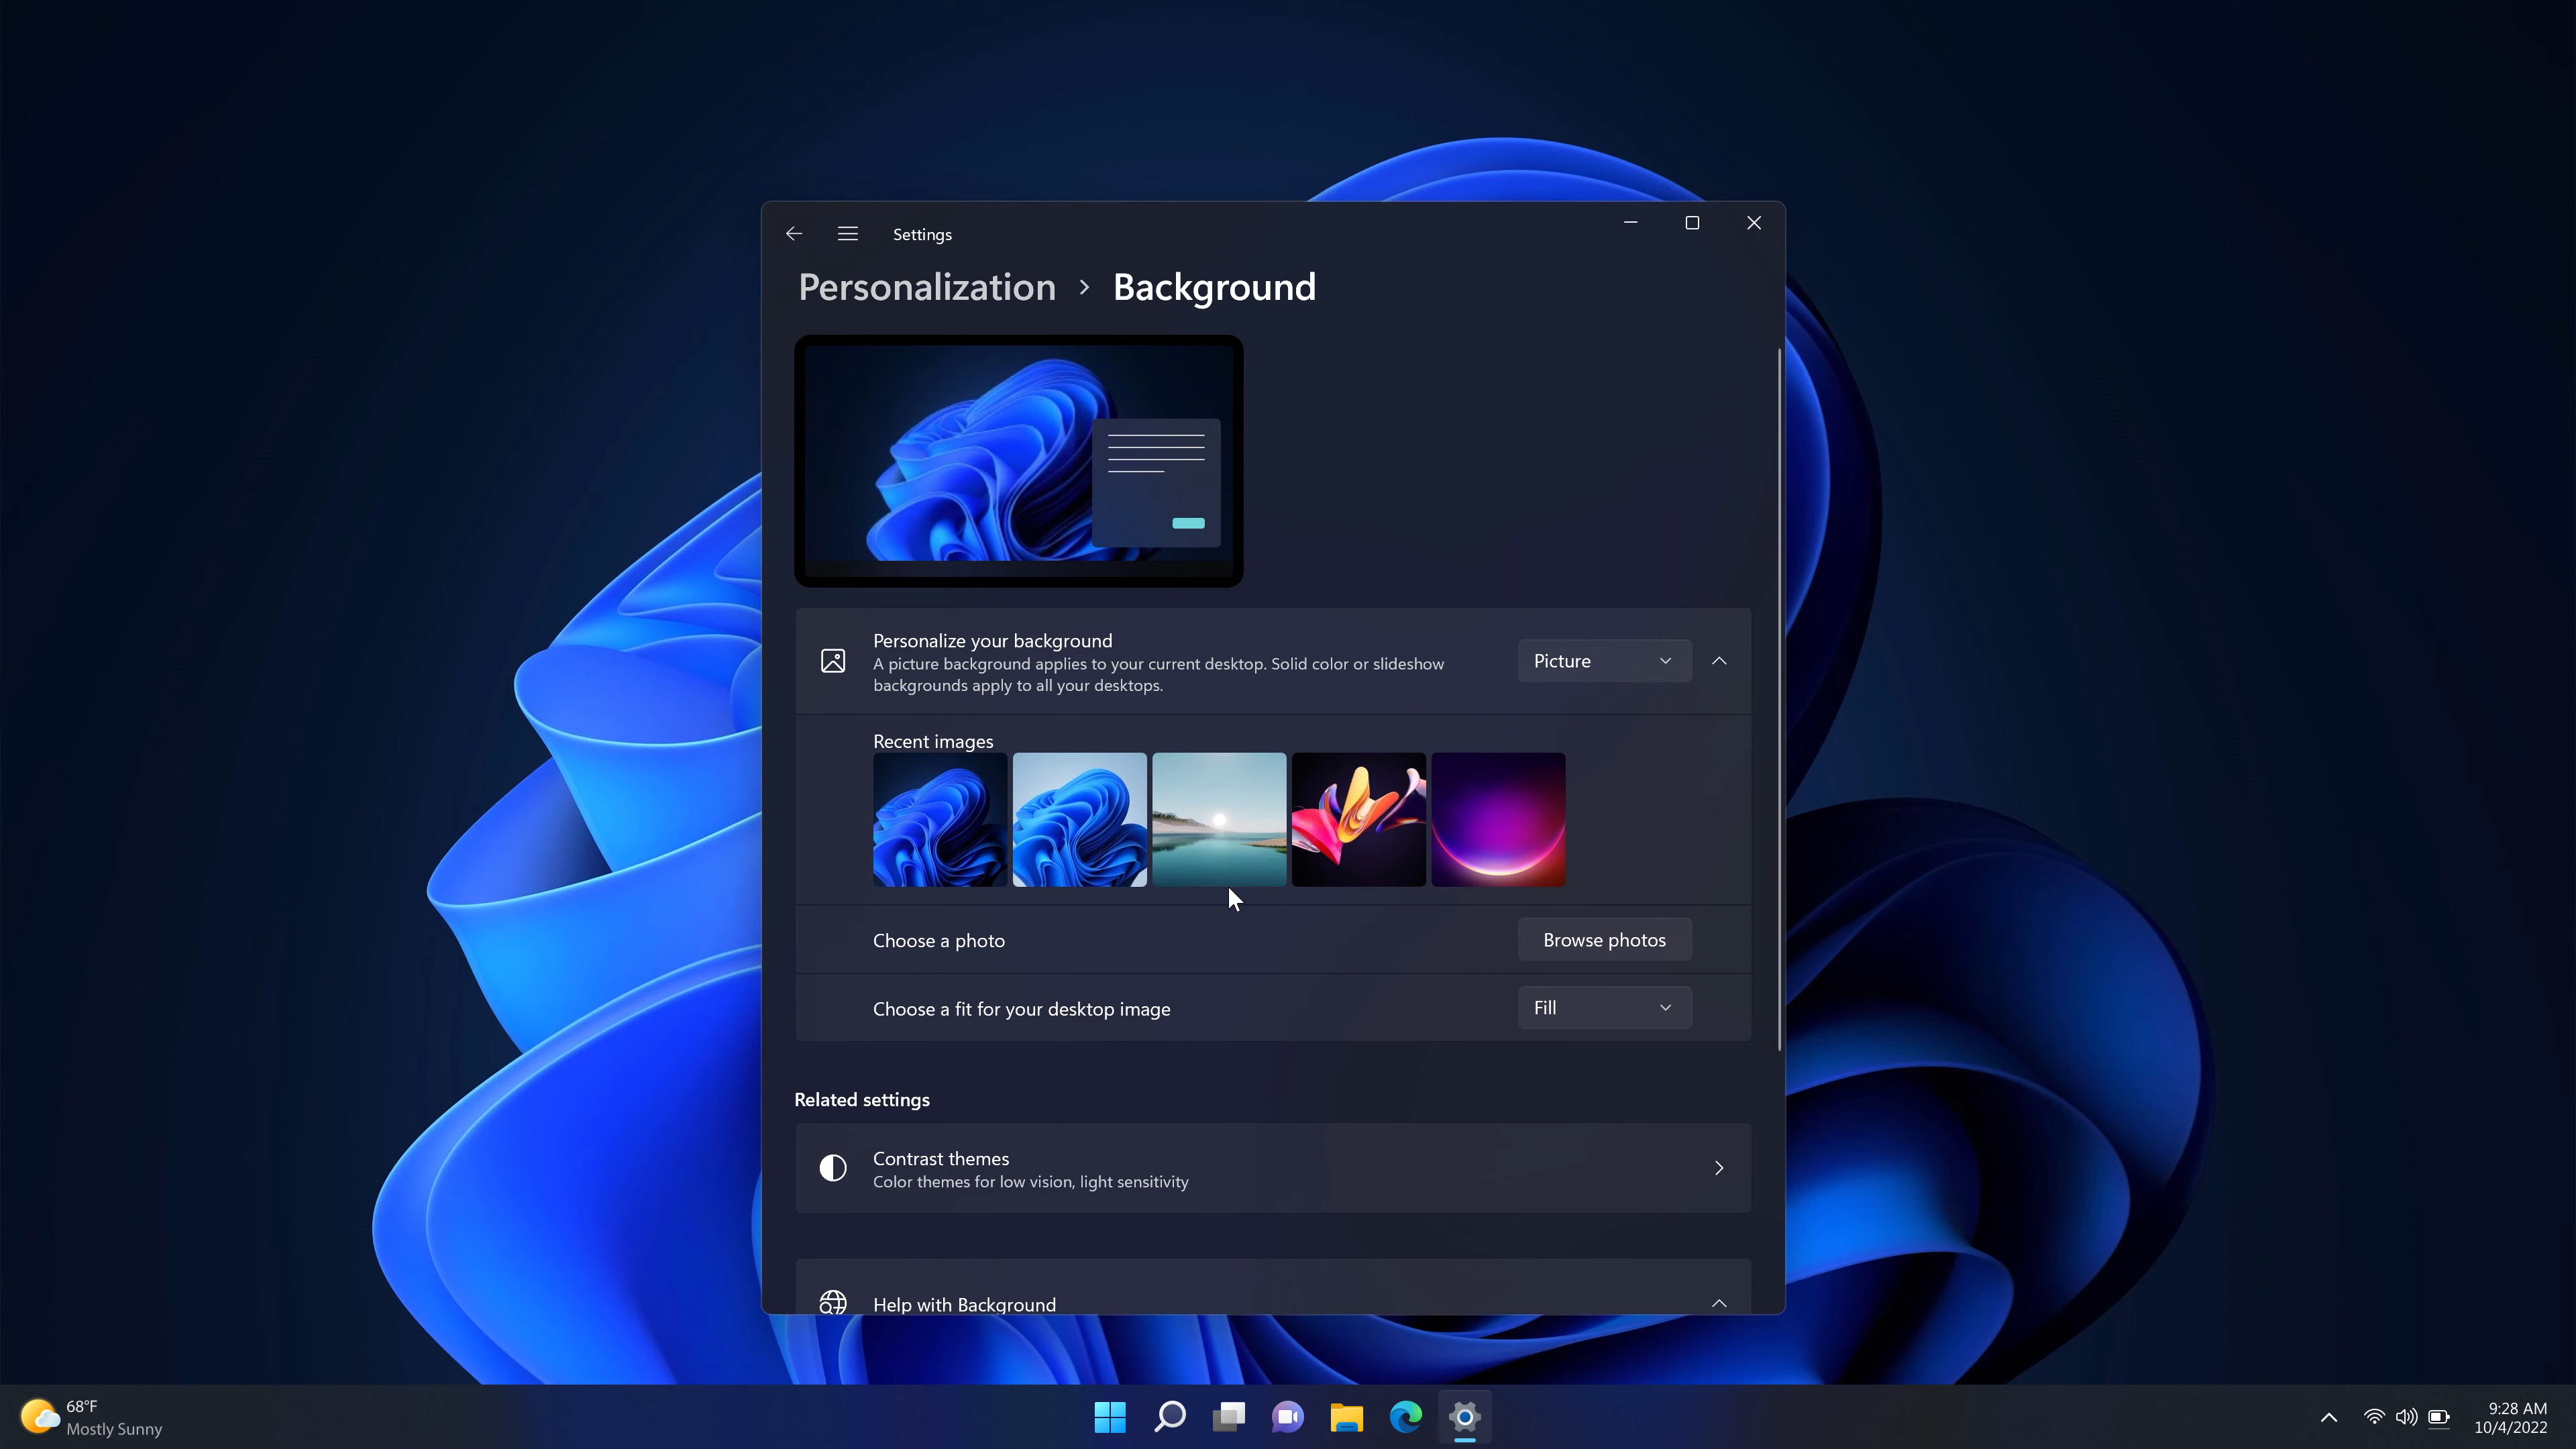 Settings
Personalization > Background
Personalize your background
A picture background applies to your current desktop. Solid color or slideshow
backgrounds apply to all your desktops.
Picture
Recent images
Choose a photo
Browse photos
Choose a fit for your desktop image
Fill
Related settings
Contrast themes
Color themes for low vision, light sensitivity
Help with Background
68°F
Mostly Sunny
9:28 AM
10/4/2022